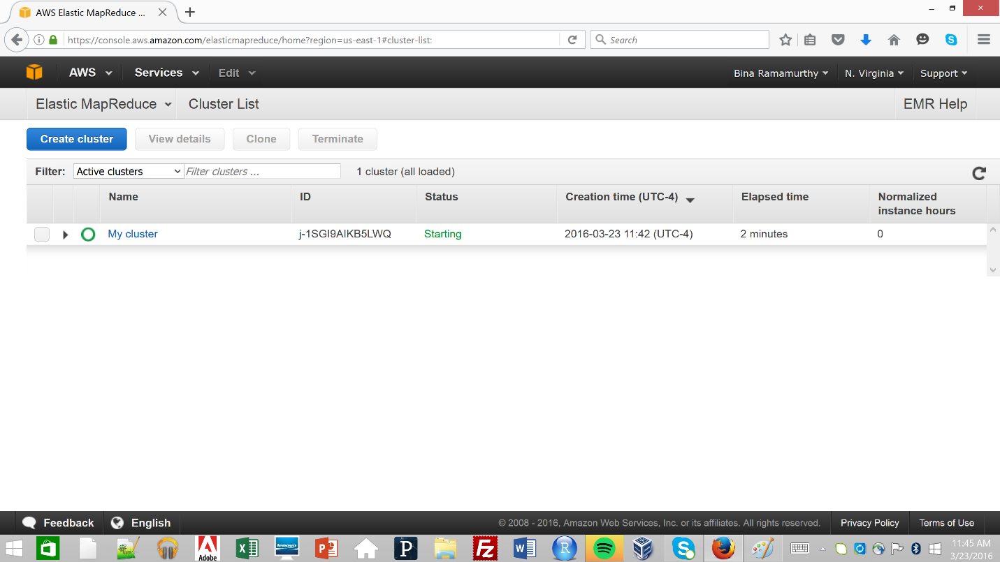 AWS Elastic MapReduce ...
https://console.aws.amazon.com/elasticmapreduce/home?region=us-east-1#cluster-list:
Search
AWS Services Edit Bina Ramamurthy N. Virginia Support
Elastic MapReduce Cluster List EMR Help
Create cluster View details Clone Terminate
Filter: Active clusters Filter clusters ... 1 cluster (all loaded)
Name ID Status Creation time (UTC-4) Elapsed time Normalized instance hours
My cluster j-1SGI9AIKB5LWQ Starting 2016-03-23 11:42 (UTC-4) 2 minutes 0
Feedback English © 2008 - 2016, Amazon Web Services, Inc. or its affiliates. All rights reserved. Privacy Policy Terms of Use
Adobe
lenovo
11:45 AM
3/23/2016